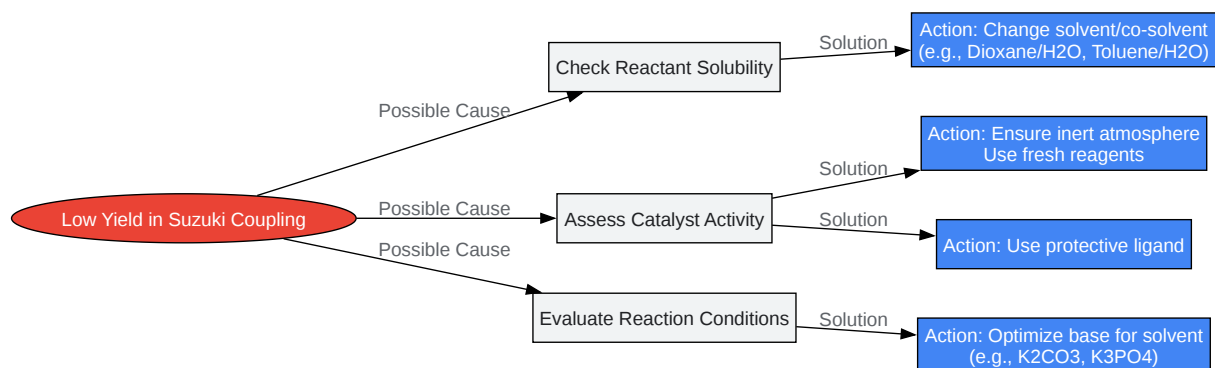 Low Yield in Suzuki Coupling
Possible Cause
Check Reactant Solubility
Solution
Action: Change solvent/co-solvent
(e.g., Dioxane/H2O, Toluene/H2O)
Possible Cause
Assess Catalyst Activity
Solution
Action: Ensure inert atmosphere
Use fresh reagents
Solution
Action: Use protective ligand
Possible Cause
Evaluate Reaction Conditions
Solution
Action: Optimize base for solvent
(e.g., K2CO3, K3PO4)